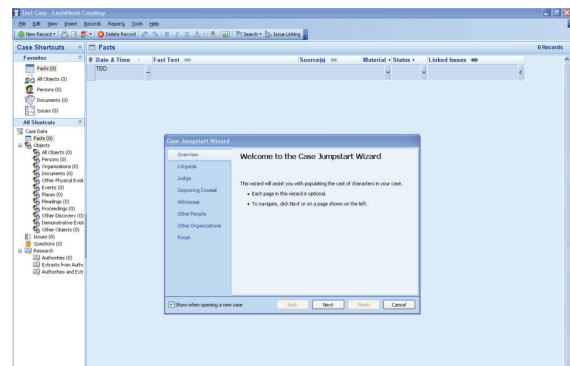 Test Case - LexisNexis CaseMap
File Edit View Insert Records Reports Tools Help
New Record Delete Record B I U A Search Issue Linking
Case Shortcuts
Facts
0 Records
Favorites
Facts (0)
All Objects (0)
Persons (0)
Documents (0)
Issues (0)
All Shortcuts
Case Data
Facts (0)
Objects
All Objects (0)
Persons (0)
Organizations (0)
Documents (0)
Other Physical Evide
Events (0)
Places (0)
Pleadings (0)
Proceedings (0)
Other Discovery (0)
Demonstrative Evid
Other Objects (0)
Issues (0)
Questions (0)
Research
Authorities (0)
Extracts from Autho
Authorities and Extr
Date & Time Fact Text Source(s) Material + Status + Linked Issues
TBD
Case Jumpstart Wizard
Overview
Litigants
Judge
Opposing Counsel
Witnesses
Other People
Other Organizations
Finish
Welcome to the Case Jumpstart Wizard
This wizard will assist you with populating the cast of characters in your case.
• Each page in this wizard is optional.
• To navigate, click Next or on a page shown on the left.
Show when opening a new case
Back Next Finish Cancel